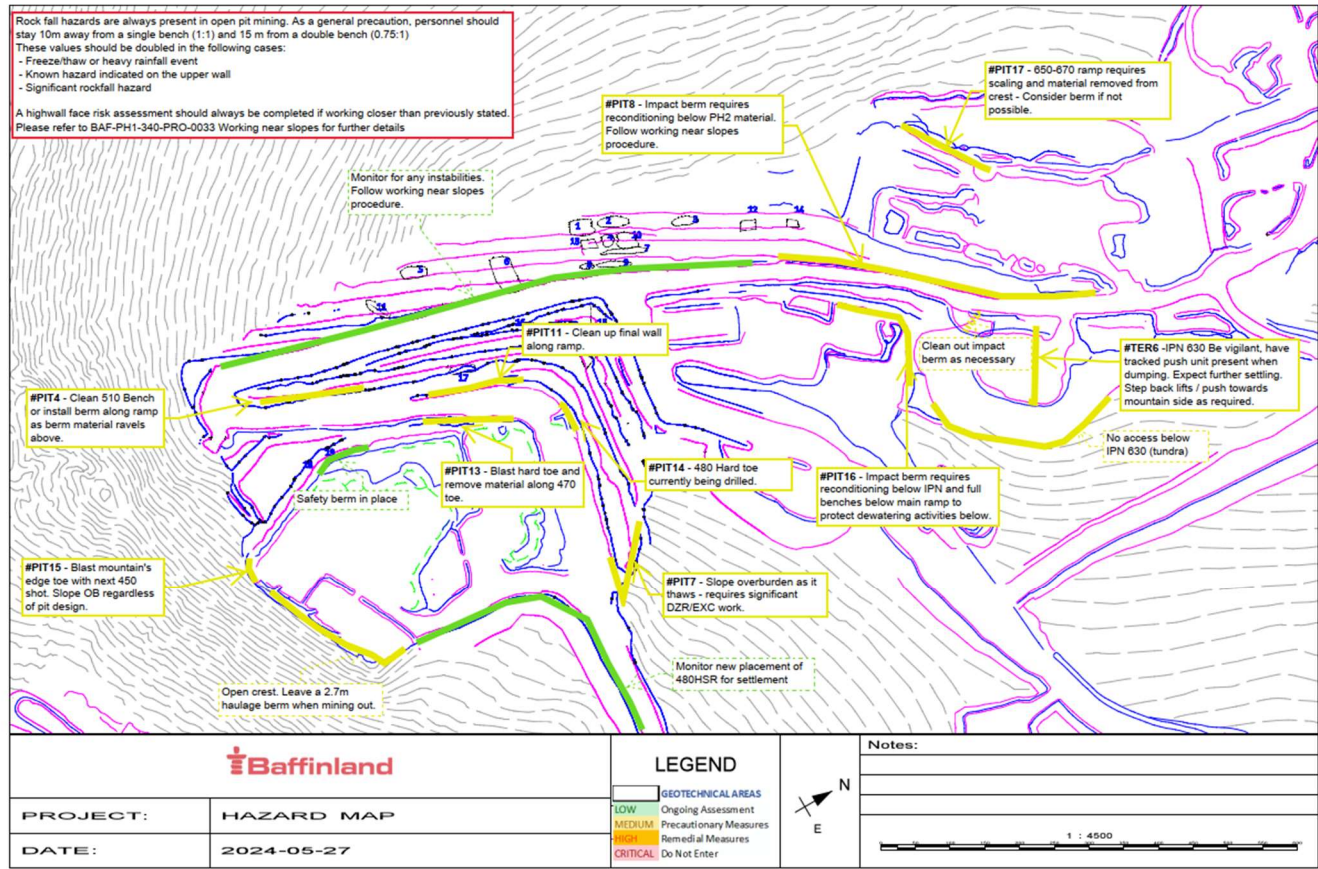 Rock fall hazards are always present in open pit mining. As a general precaution, personnel should
stay 10m away from a single bench (1:1) and 15 m from a double bench (0.75:1)
These values should be doubled in the following cases:
- Freeze/thaw or heavy rainfall event
- Known hazard indicated on the upper wall
- Significant rockfall hazard
A highwall face risk assessment should always be completed if working closer than previously stated.
Please refer to BAF-PH1-340-PRO-0033 Working near slopes for further details
#PIT17 - 650-670 ramp requires
scaling and material removed from
crest - Consider berm if not
possible.
#PIT8 - Impact berm requires
reconditioning below PH2 material.
Follow working near slopes
procedure.
Monitor for any instabilities.
Follow working near slopes
procedure.
1
2
12
14
10
7
6
17
#PIT11 - Clean up final wall
along ramp.
Clean out impact
berm as necessary
#TER6 -IPN 630 Be vigilant, have
tracked push unit present when
dumping. Expect further settling.
Step back lifts / push towards
mountain side as required.
#PIT4 - Clean 510 Bench
or install berm along ramp
as berm material ravels
above.
No access below
IPN 630 (tundra)
#PIT13 - Blast hard toe and
remove material along 470
toe.
#PIT14 - 480 Hard toe
currently being drilled.
#PIT16 - Impact berm requires
reconditioning below IPN and full
benches below main ramp to
protect dewatering activities below.
Safety berm in place
#PIT15 - Blast mountain's
edge toe with next 450
shot. Slope OB regardless
of pit design.
#PIT7 - Slope overburden as it
thaws - requires significant
DZR/EXC work.
Monitor new placement of
480HSR for settlement
Open crest. Leave a 2.7m
haulage berm when mining out.
Baffinland
PROJECT: HAZARD MAP
DATE: 2024-05-27
LEGEND
GEOTECHNICAL AREAS
LOW Ongoing Assessment
MEDIUM Precautionary Measures
HIGH Remedial Measures
CRITICAL Do Not Enter
N
E
Notes:
1 : 4500